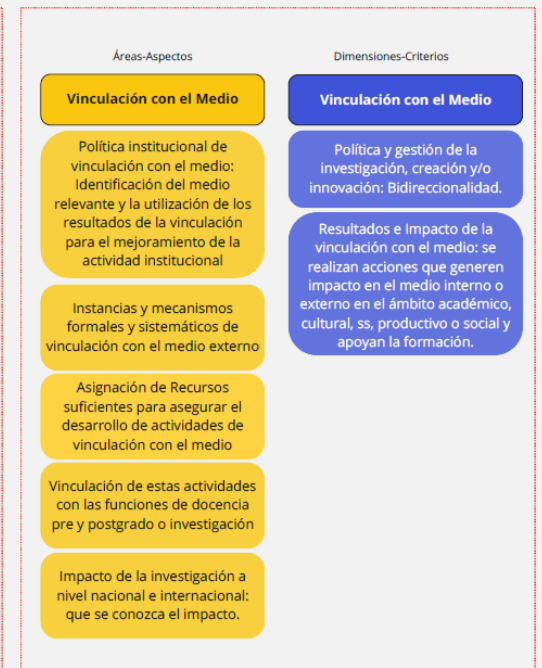 Áreas-Aspectos
Vinculación con el Medio
Política institucional de
vinculación con el medio:
Identificación del medio
relevante y la utilización de los
resultados de la vinculación
para el mejoramiento de la
actividad institucional
Instancias y mecanismos
formales y sistemáticos de
vinculación con el medio externo
Asignación de Recursos
suficientes para asegurar el
desarrollo de actividades de
vinculación con el medio
Vinculación de estas actividades
con las funciones de docencia
pre y postgrado o investigación
Impacto de la investigación a
nivel nacional e internacional:
que se conozca el impacto.
Dimensiones-Criterios
Vinculación con el Medio
Política y gestión de la
investigación, creación y/o
innovación: Bidireccionalidad.
Resultados e Impacto de la
vinculación con el medio: se
realizan acciones que generen
impacto en el medio interno o
externo en el ámbito académico,
cultural, ss, productivo o social y
apoyan la formación.